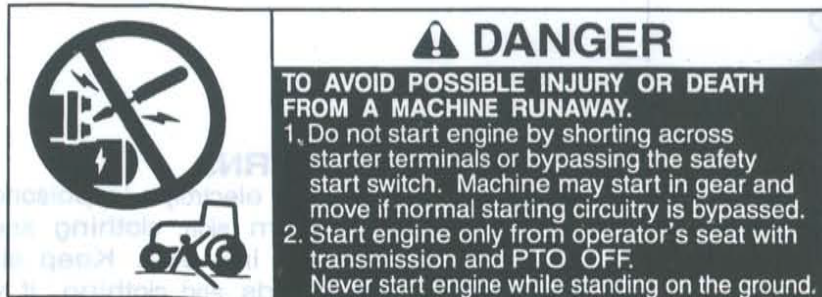 DANGER
TO AVOID POSSIBLE INJURY OR DEATH
FROM A MACHINE RUNAWAY.
1. Do not start engine by shorting across
starter terminals or bypassing the safety
start switch. Machine may start in gear and
move if normal starting circuitry is bypassed.
2. Start engine only from operator's seat with
transmission and PTO OFF.
Never start engine while standing on the ground.